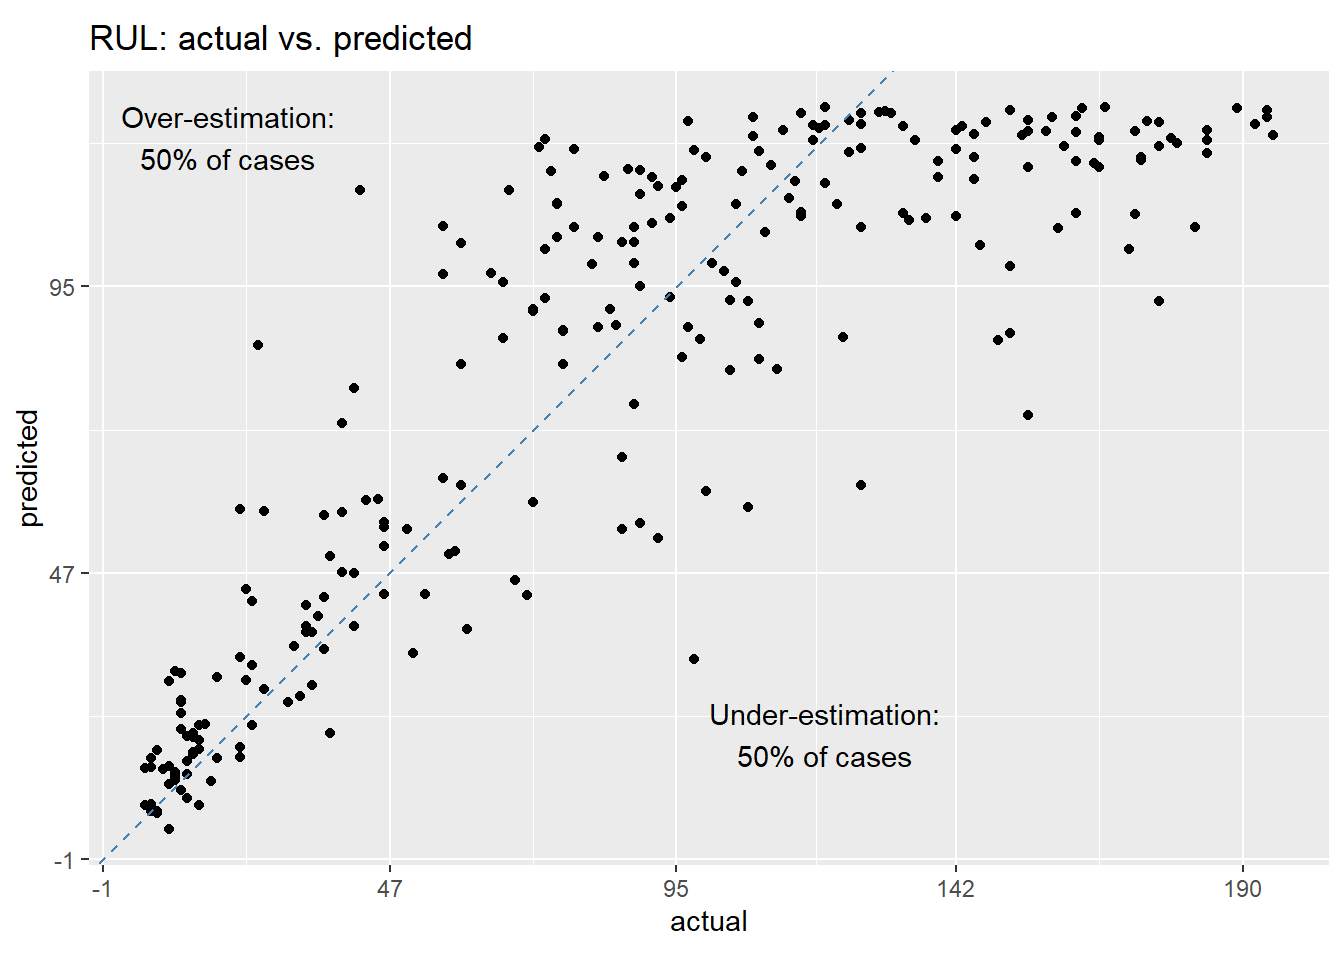 RUL: actual vs. predicted
Over-estimation:
50% of cases
95
predicted
47
Under-estimation:
50% of cases
-1
-1 47 95 142 190
actual